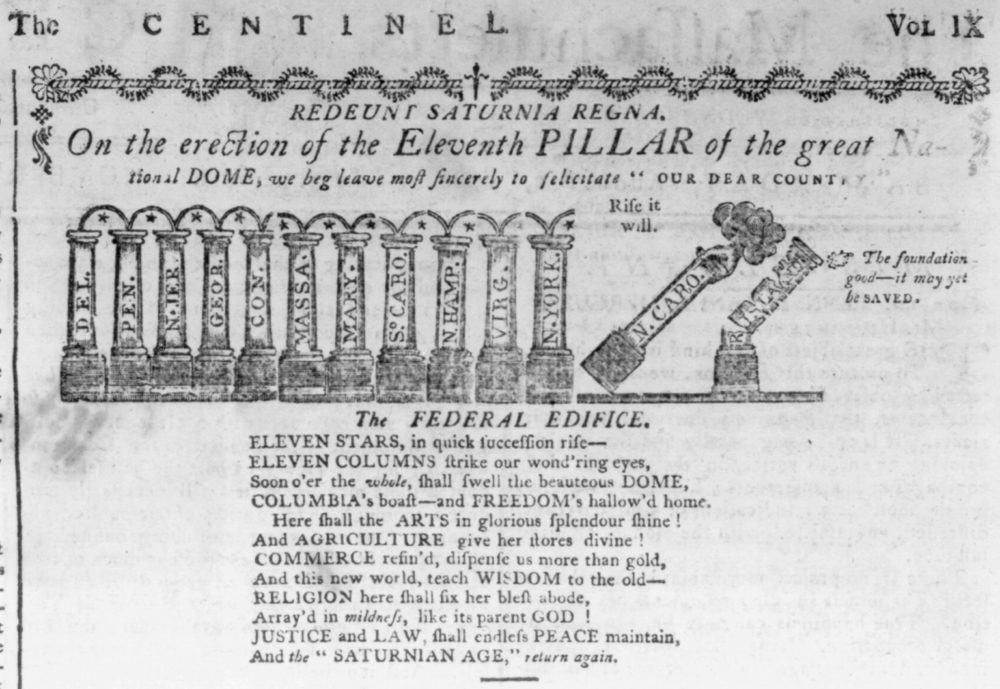 The CENTINEL. Vol IX
REDEUNT SATURNIA REGNA.
On the erection of the Eleventh PILLAR of the great Na-
tional DOME, we beg leave moſt ſincerely to felicitate "OUR DEAR COUNT
Riſe it
will.
The foundation
good—it may yet
be SAVED.
DEL.
PEN.
N. JER
GEOR.
CON.
MASSA.
MARY.
So. CARO.
N. HAMP.
VIRG.
N. YORK.
N. CAROL.
The FEDERAL EDIFICE.
ELEVEN STARS, in quick ſucceſſion riſe—
ELEVEN COLUMNS ſtrike our wond'ring eyes,
Soon o'er the whole, ſhall ſwell the beauteous DOME,
COLUMBIA's boaſt—and FREEDOM's hallow'd home.
Here ſhall the ARTS in glorious ſplendour ſhine!
And AGRICULTURE give her ſtores divine!
COMMERCE refin'd, diſpenſe us more than gold,
And this new world, teach WISDOM to the old—
RELIGION here ſhall fix her bleſt abode,
Array'd in mildneſs, like its parent GOD!
JUSTICE and LAW, ſhall endleſs PEACE maintain,
And the "SATURNIAN AGE," return again.